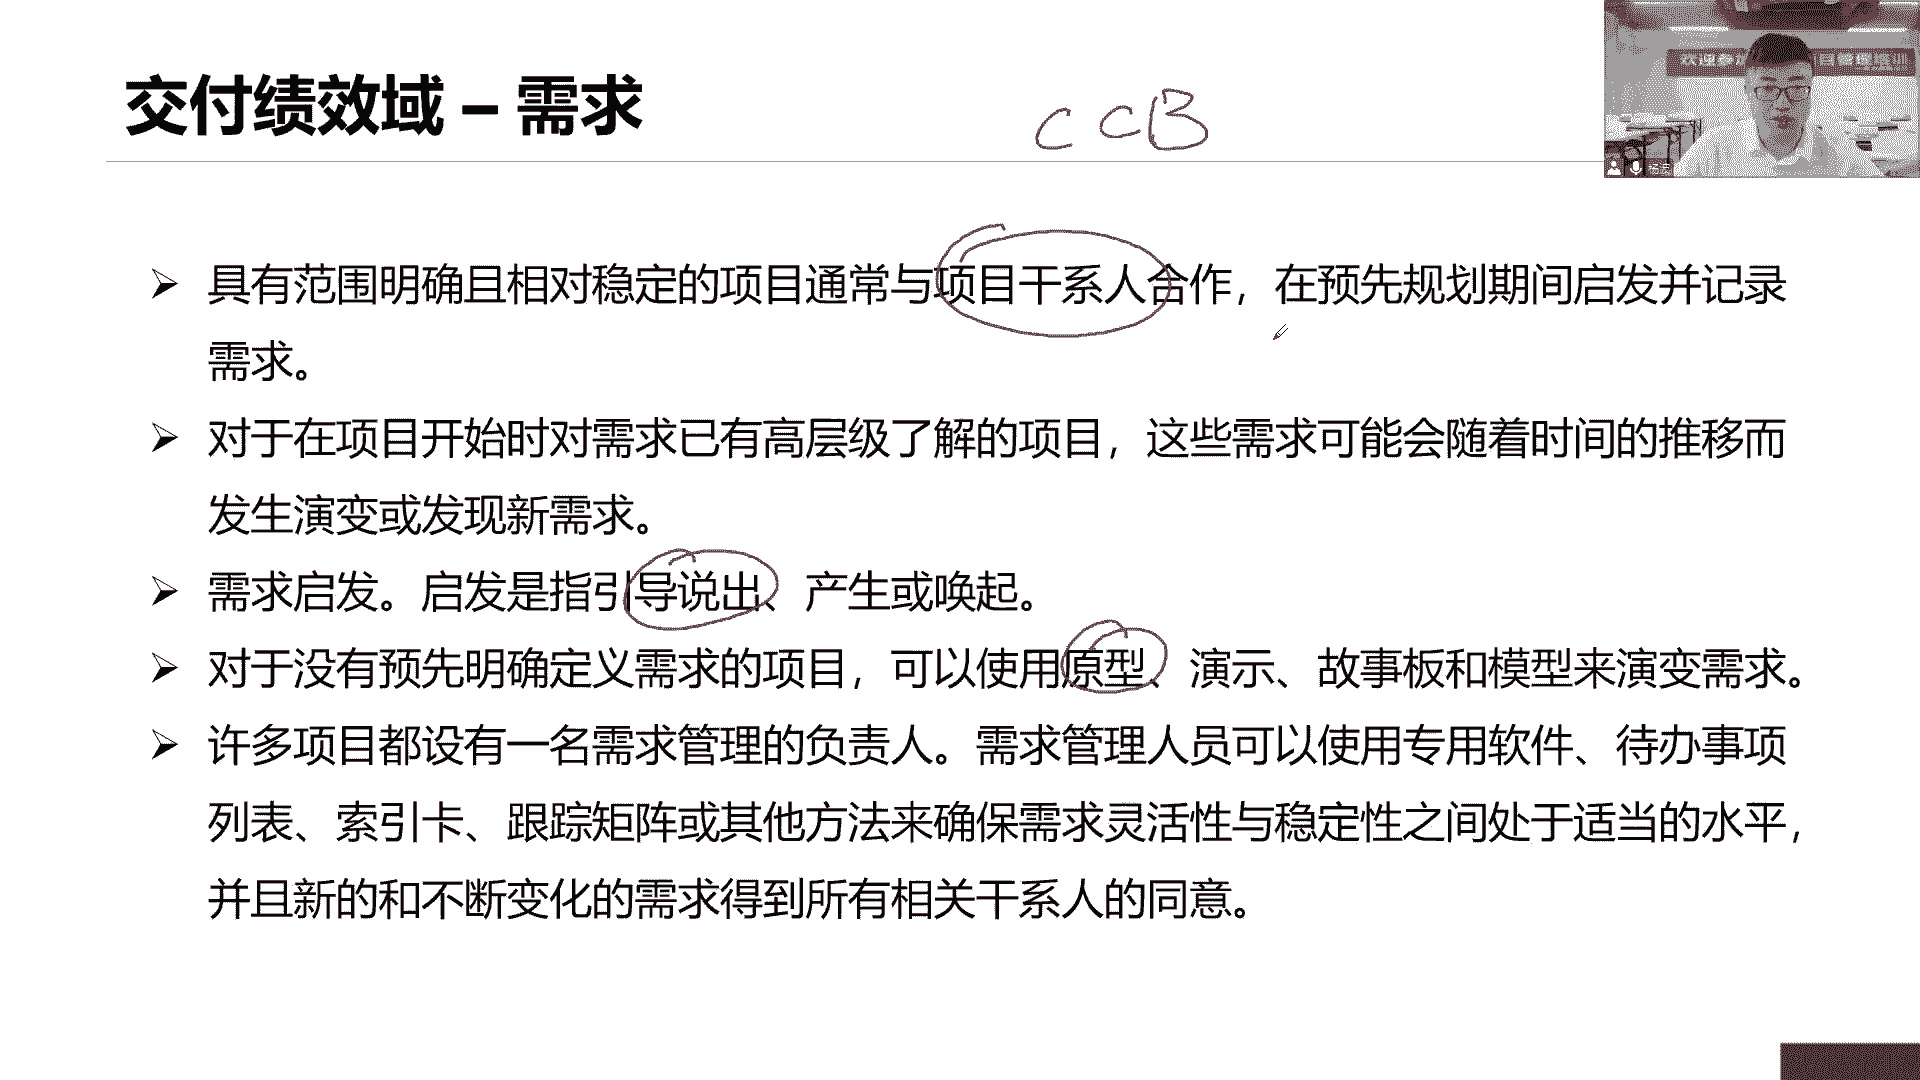 交付绩效域 – 需求
CCB
欢迎参 项目管理培训
杨波
具有范围明确且相对稳定的项目通常与项目干系人合作，在预先规划期间启发并记录
需求。
对于在项目开始时对需求已有高层级了解的项目，这些需求可能会随着时间的推移而
发生演变或发现新需求。
需求启发。启发是指引导说出、产生或唤起。
对于没有预先明确定义需求的项目，可以使用原型、演示、故事板和模型来演变需求。
许多项目都设有一名需求管理的负责人。需求管理人员可以使用专用软件、待办事项
列表、索引卡、跟踪矩阵或其他方法来确保需求灵活性与稳定性之间处于适当的水平，
并且新的和不断变化的需求得到所有相关干系人的同意。